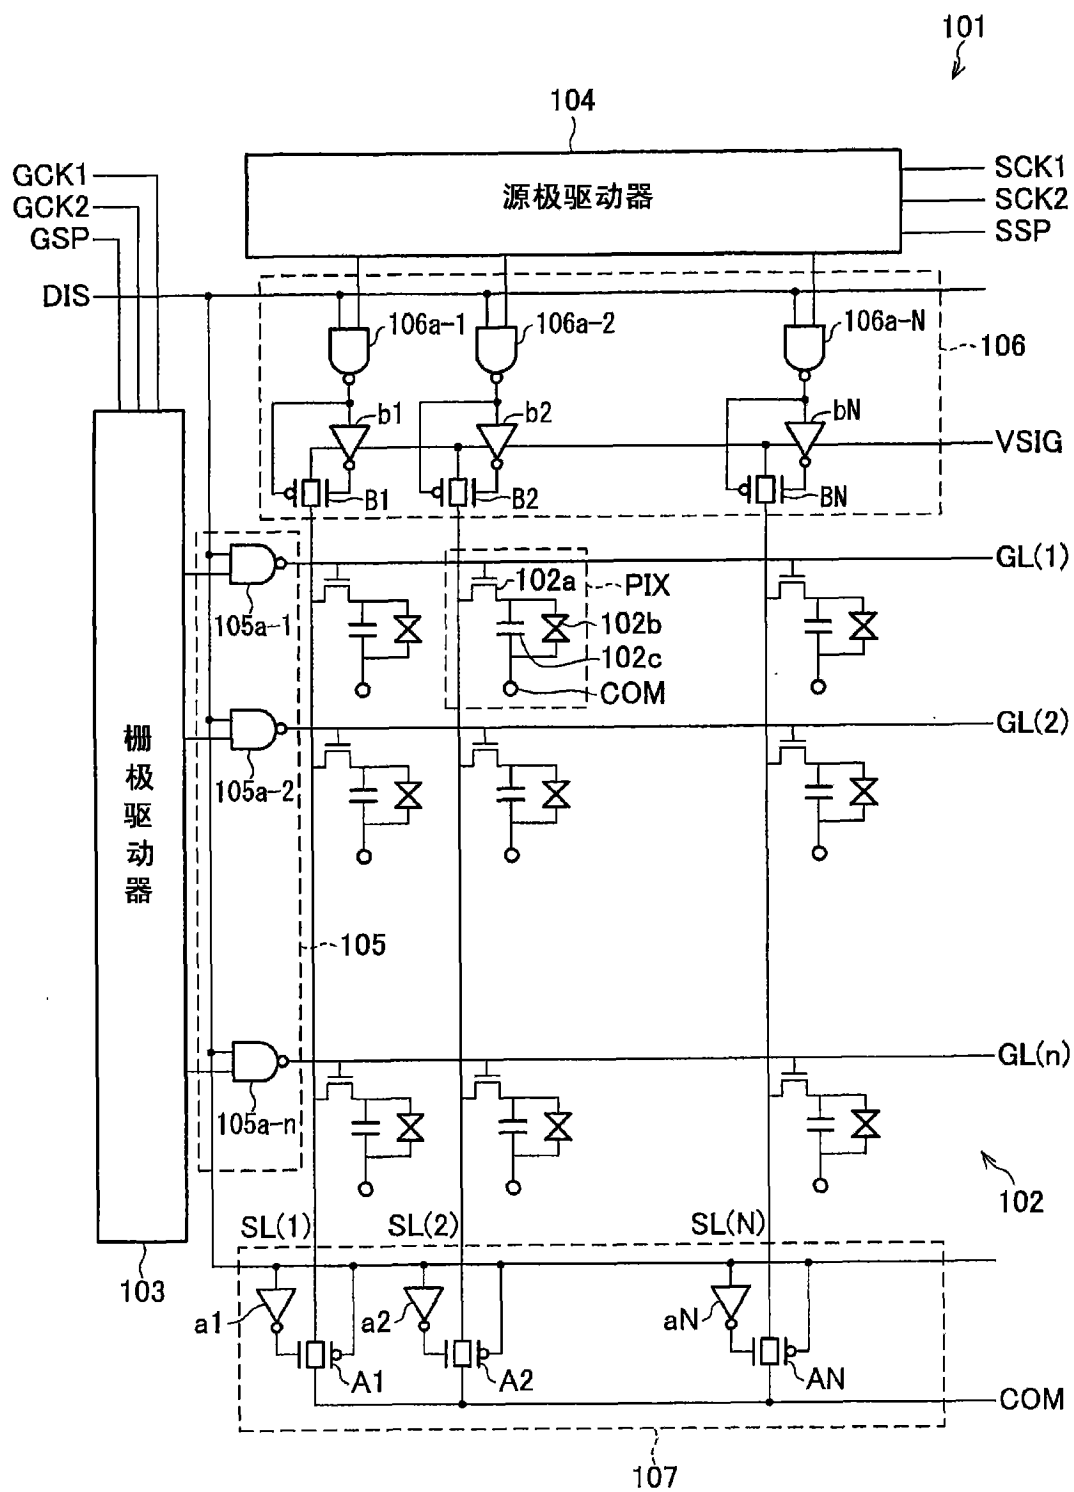 101
104
GCK1
GCK2
GSP
DIS
源极驱动器
SCK1
SCK2
SSP
106a-1
106a-2
106a-N
106
b1
b2
bN
VSIG
B1
B2
BN
GL(1)
102a
PIX
105a-1
102b
102c
COM
GL(2)
105a-2
栅极驱动器
105
GL(n)
105a-n
102
SL(1)
SL(2)
SL(N)
103
a1
a2
aN
A1
A2
AN
COM
107